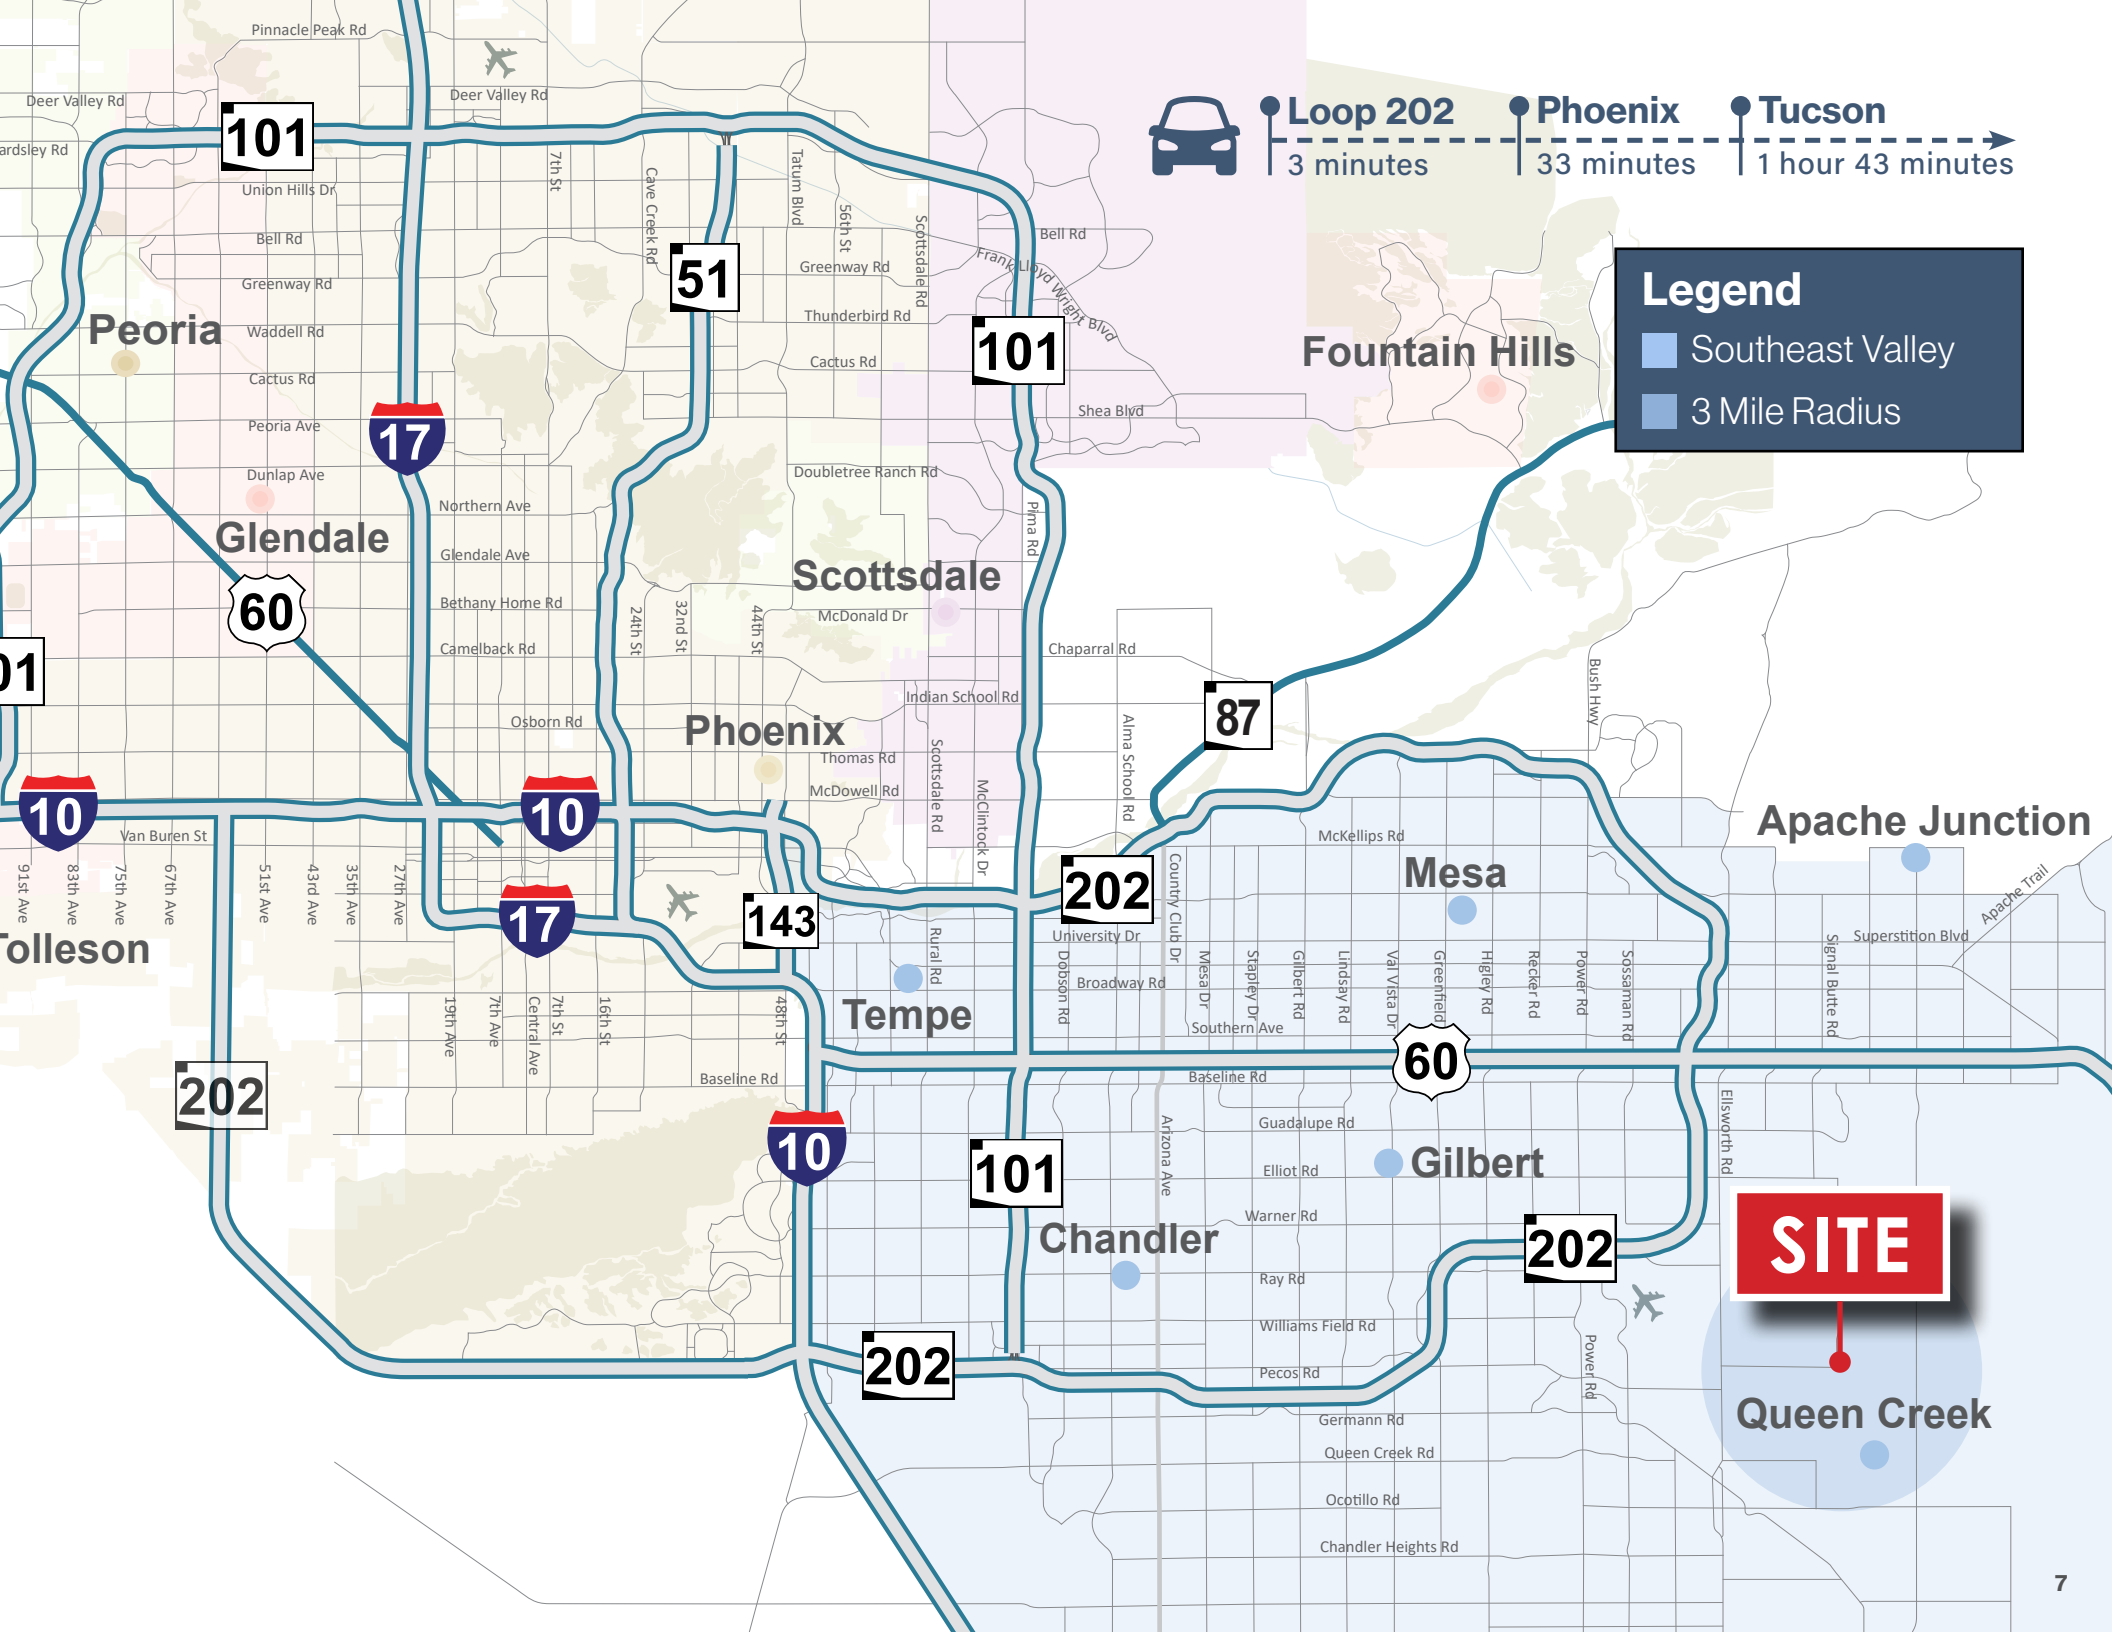 Pinnacle Peak Rd
Deer Valley Rd
Deer Valley Rd
Loop 202
Phoenix
Tucson
3 minutes
33 minutes
1 hour 43 minutes
101
ardsley Rd
7th St
Tatum Blvd
Cave Creek Rd
Union Hills Dr
56th St
Scottsdale Rd
Bell Rd
Bell Rd
51
Frank Lloyd Wright Blvd
Greenway Rd
Greenway Rd
Legend
Southeast Valley
3 Mile Radius
Peoria
Waddell Rd
Thunderbird Rd
101
Fountain Hills
Cactus Rd
Cactus Rd
Peoria Ave
17
Shea Blvd
Dunlap Ave
Doubletree Ranch Rd
Northern Ave
Pima Rd
Glendale
Glendale Ave
Scottsdale
60
Bethany Home Rd
24th St
32nd St
44th St
McDonald Dr
Camelback Rd
Chaparral Rd
01
Bush Hwy
Indian School Rd
87
Osborn Rd
Phoenix
Alma School Rd
Thomas Rd
Scottsdale Rd
McClintock Dr
McDowell Rd
10
10
Van Buren St
McKellips Rd
Apache Junction
91st Ave
83th Ave
75th Ave
67th Ave
51st Ave
43rd Ave
35th Ave
27th Ave
Mesa
202
Country Club Dr
Apache Trail
17
143
Tolleson
University Dr
Superstition Blvd
Rural Rd
Dobson Rd
Broadway Rd
Mesa Dr
Stapley Dr
Gilbert Rd
Lindsay Rd
Val Vista Dr
Greenfield
Higley Rd
Recker Rd
Power Rd
Sossaman Rd
Signal Butte Rd
19th Ave
7th Ave
Central Ave
7th St
16th St
48th St
Tempe
Southern Ave
60
Baseline Rd
Baseline Rd
202
Ellsworth Rd
Arizona Ave
Guadalupe Rd
10
101
Elliot Rd
Gilbert
Warner Rd
Chandler
202
SITE
Ray Rd
Williams Field Rd
Power Rd
202
Pecos Rd
Queen Creek
Germann Rd
Queen Creek Rd
Ocotillo Rd
Chandler Heights Rd
7